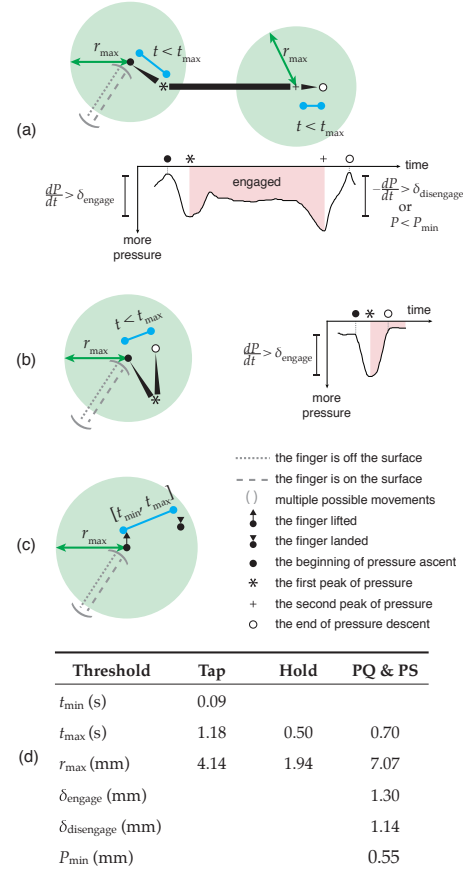 r_max
t < t_max
r_max
t < t_max
(a)
time
dP/dt > δ_engage
engaged
-dP/dt > δ_disengage
or
P < P_min
more
pressure
t < t_max
r_max
(b)
time
dP/dt > δ_engage
more
pressure
[t_min, t_max]
r_max
(c)
the finger is off the surface
the finger is on the surface
( ) multiple possible movements
the finger lifted
the finger landed
the beginning of pressure ascent
the first peak of pressure
the second peak of pressure
the end of pressure descent
Threshold Tap Hold PQ & PS
t_min (s) 0.09
t_max (s) 1.18 0.50 0.70
(d)
r_max (mm) 4.14 1.94 7.07
δ_engage (mm) 1.30
δ_disengage (mm) 1.14
P_min (mm) 0.55